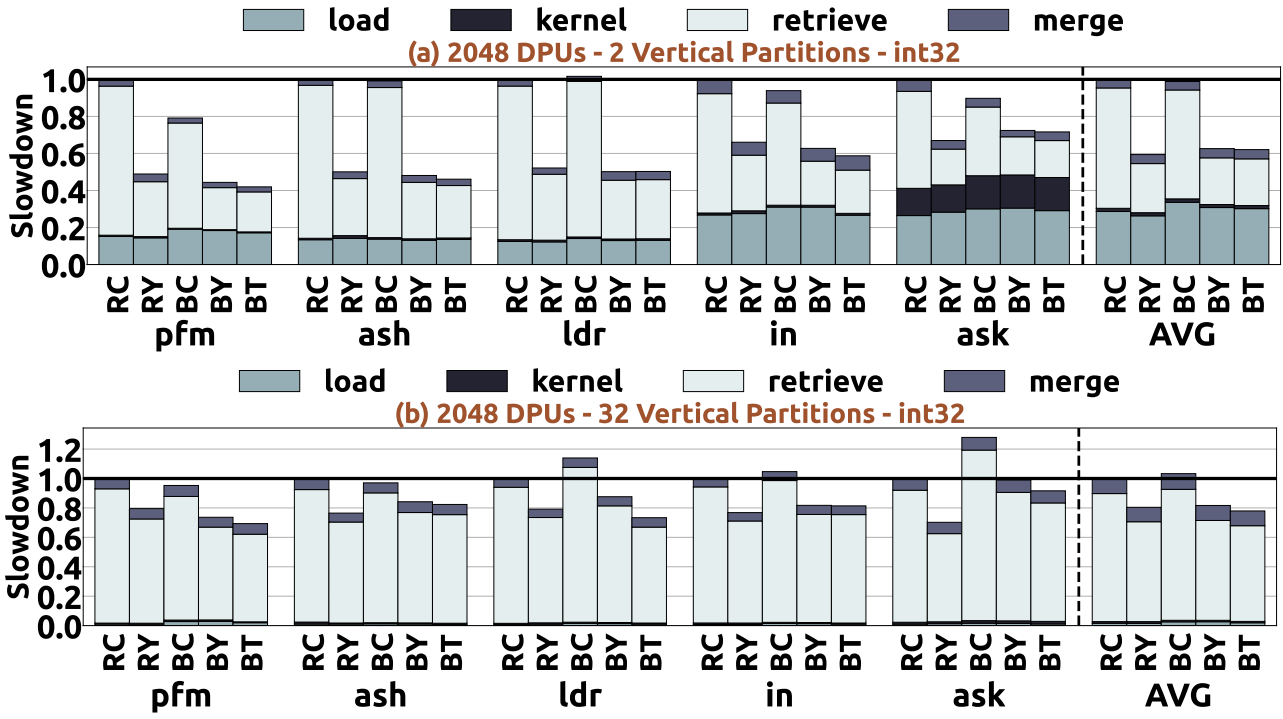 load kernel retrieve merge
(a) 2048 DPUs - 2 Vertical Partitions - int32
Slowdown
1.0
0.8
0.6
0.4
0.2
0.0
RC RY BC BY BT RC RY BC BY BT RC RY BC BY BT RC RY BC BY BT RC RY BC BY BT RC RY BC BY BT
pfm ash ldr in ask AVG
load kernel retrieve merge
(b) 2048 DPUs - 32 Vertical Partitions - int32
Slowdown
1.2
1.0
0.8
0.6
0.4
0.2
0.0
RC RY BC BY BT RC RY BC BY BT RC RY BC BY BT RC RY BC BY BT RC RY BC BY BT RC RY BC BY BT
pfm ash ldr in ask AVG